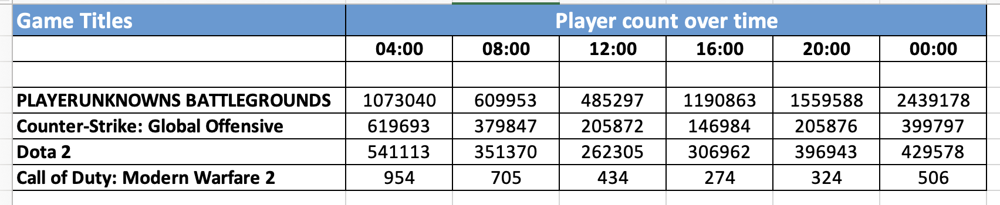 Game Titles Player count over time
04:00 08:00 12:00 16:00 20:00 00:00
PLAYERUNKNOWNS BATTLEGROUNDS 1073040 609953 485297 1190863 1559588 2439178
Counter-Strike: Global Offensive 619693 379847 205872 146984 205876 399797
Dota 2 541113 351370 262305 306962 396943 429578
Call of Duty: Modern Warfare 2 954 705 434 274 324 506